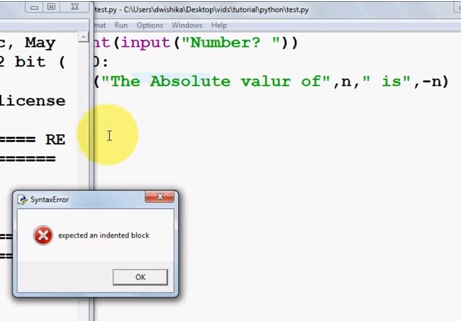 test.py - C:\Users\dwishika\Desktop\vids\tutorial\python\test.py
Run Options Windows Help
c, May
2 bit (
license
==== RE
======
nt(input("Number? "))
0:
("The Absolute valur of",n," is",-n)
SyntaxError
expected an indented block
OK